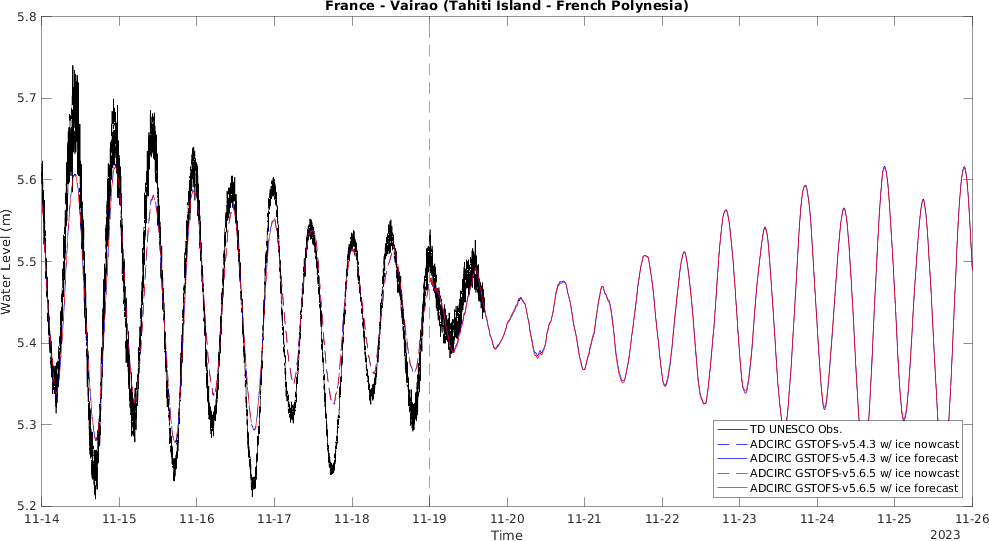 France - Vairao (Tahiti Island - French Polynesia)
Water Level (m)
5.8
5.7
5.6
5.5
5.4
5.3
5.2
TD UNESCO Obs.
ADCIRC GSTOFS-v5.4.3 w/ ice nowcast
ADCIRC GSTOFS-v5.4.3 w/ ice forecast
ADCIRC GSTOFS-v5.6.5 w/ ice nowcast
ADCIRC GSTOFS-v5.6.5 w/ ice forecast
11-14 11-15 11-16 11-17 11-18 11-19 11-20 11-21 11-22 11-23 11-24 11-25 11-26
Time
2023